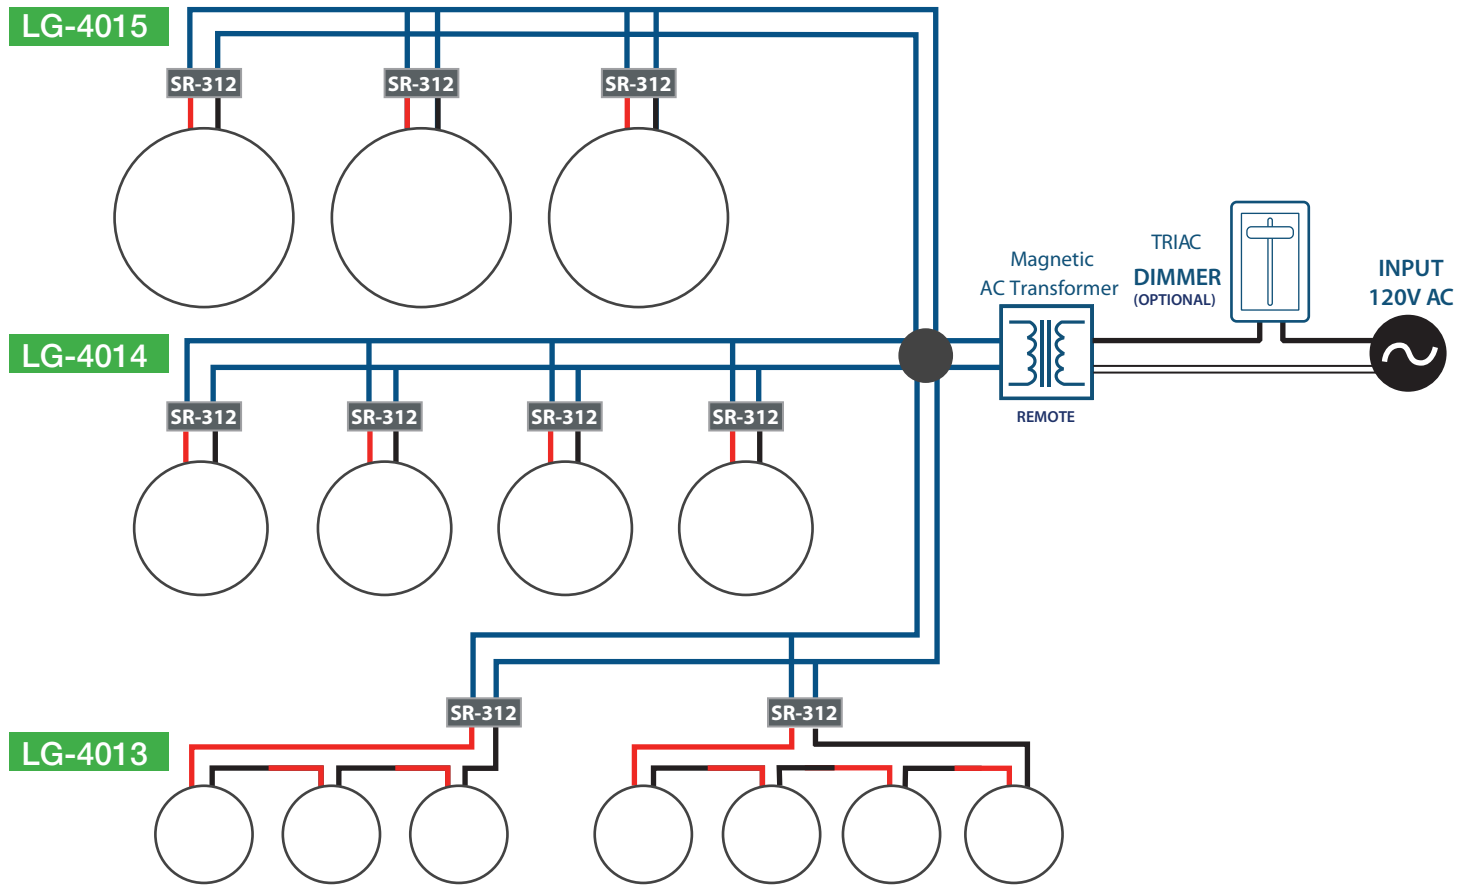 LG-4015
SR-312
SR-312
SR-312
TRIAC
DIMMER
(OPTIONAL)
Magnetic
AC Transformer
REMOTE
INPUT
120V AC
LG-4014
SR-312
SR-312
SR-312
SR-312
SR-312
SR-312
LG-4013